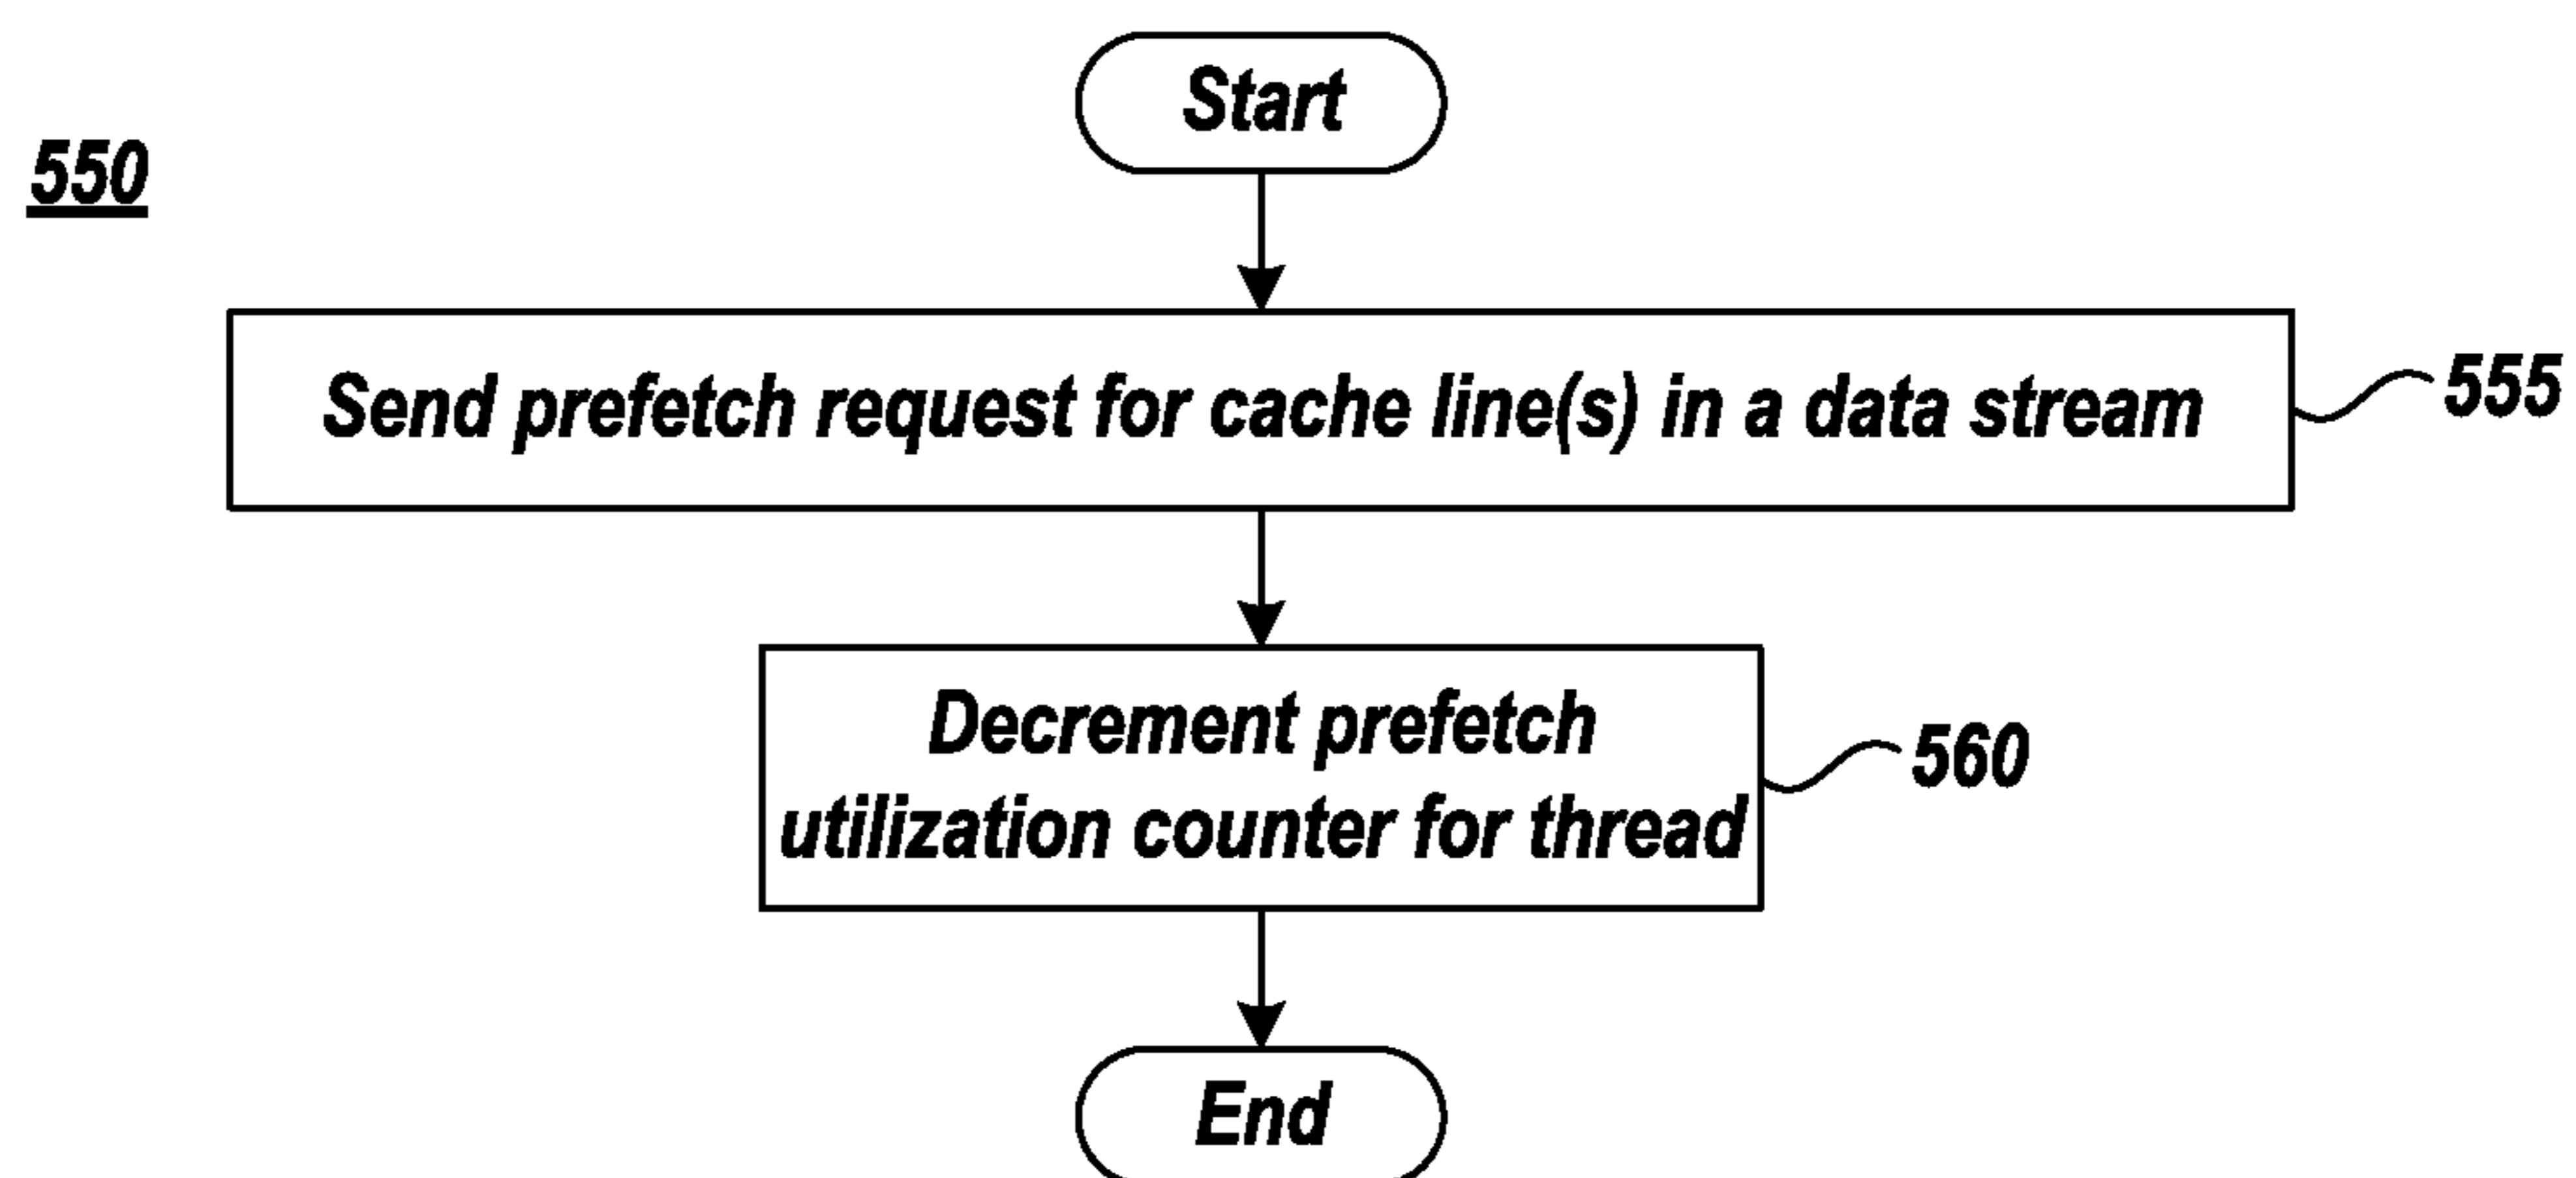 Start
550
Send prefetch request for cache line(s) in a data stream
555
Decrement prefetch
utilization counter for thread
560
End